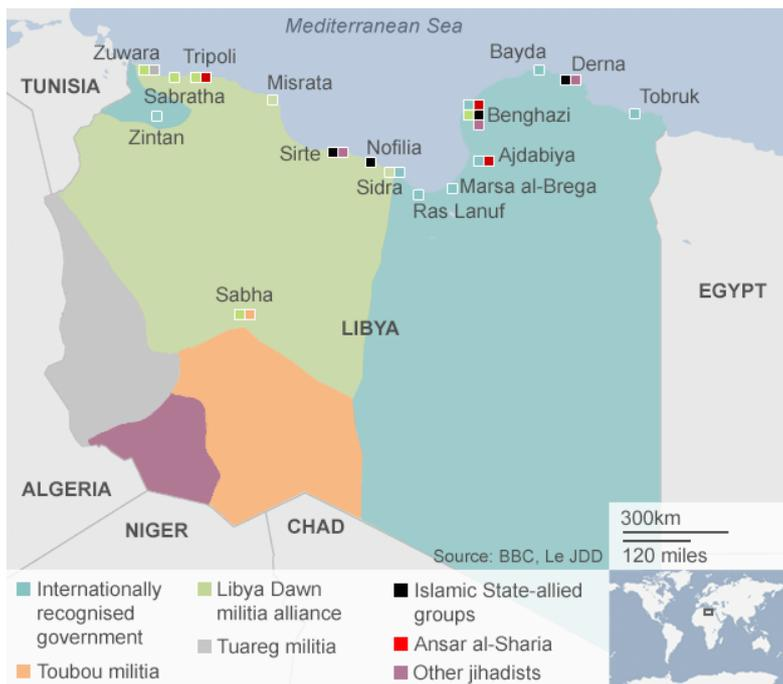 Mediterranean Sea
Zuwara
Tripoli
Bayda
Derna
TUNISIA
Misrata
Sabratha
Tobruk
Benghazi
Zintan
Sirte
Nofilia
Ajdabiya
Sidra
Marsa al-Brega
Ras Lanuf
Sabha
EGYPT
LIBYA
ALGERIA
NIGER
CHAD
300km
120 miles
Source: BBC, Le JDD
Internationally
recognised
government
Toubou militia
Libya Dawn
militia alliance
Tuareg militia
Islamic State-allied
groups
Ansar al-Sharia
Other jihadists